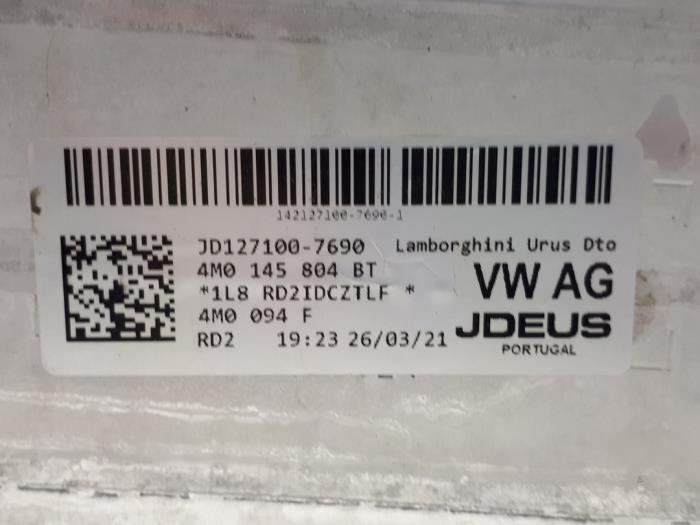 142127100-7690-1
JD127100-7690 Lamborghini Urus Dto
4M0 145 804 BT
VW AG
*1L8 RD2IDCZTLF *
4M0 094 F
JDEUS
RD2 19:23 26/03/21
PORTUGAL